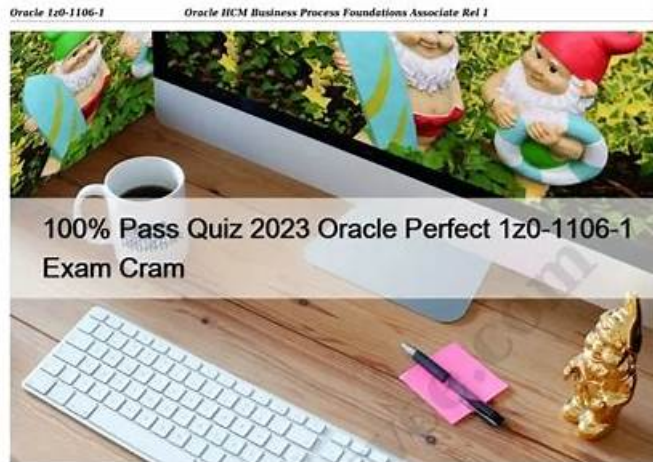 Oracle 1z0-1106-1 Oracle HCM Business Process Foundations Associate Rel 1
100% Pass Quiz 2023 Oracle Perfect 1z0-1106-1
Exam Cram